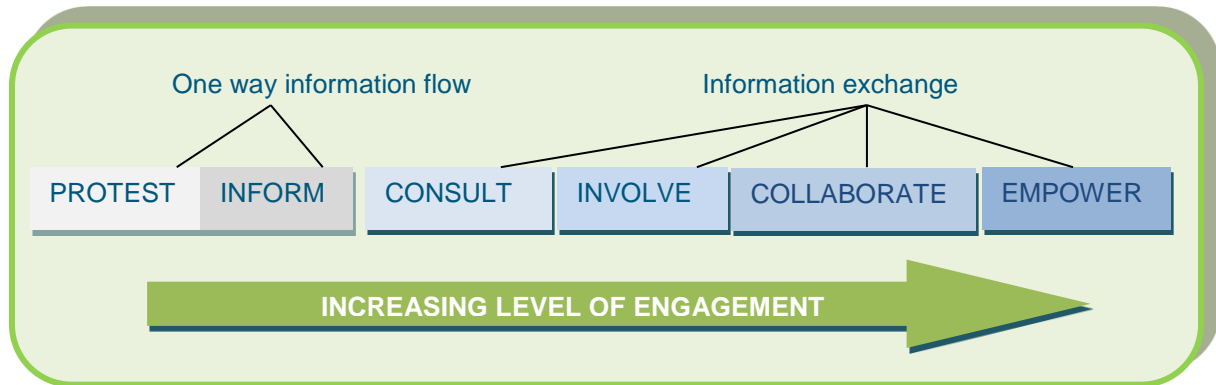 One way information flow
Information exchange
PROTEST
INFORM
CONSULT
INVOLVE
COLLABORATE
EMPOWER
INCREASING LEVEL OF ENGAGEMENT